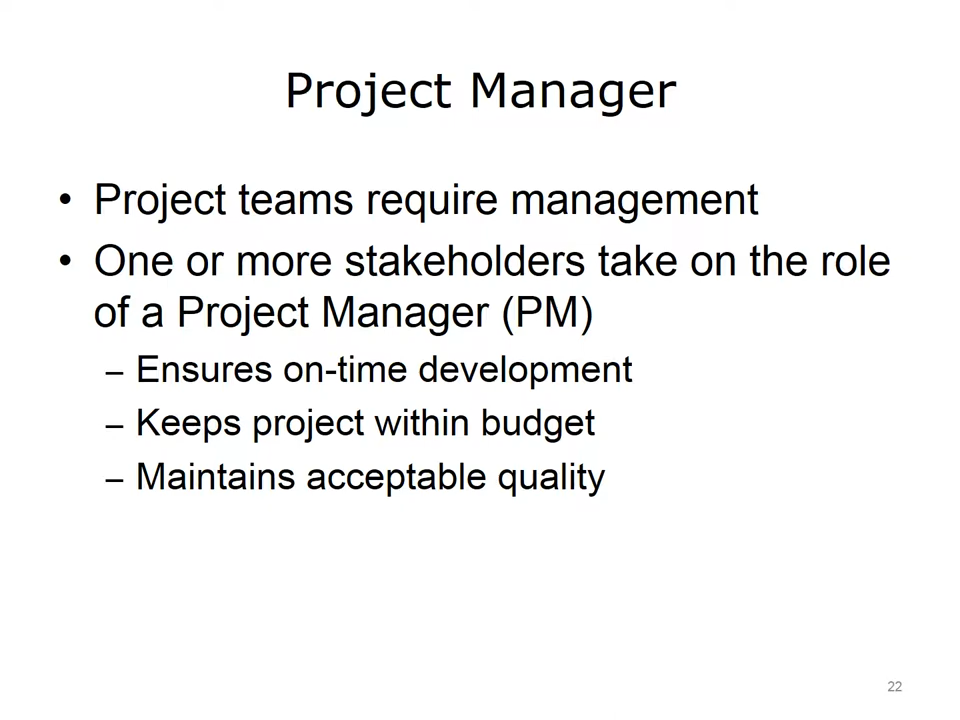 Project Manager
• Project teams require management
• One or more stakeholders take on the role
of a Project Manager (PM)
– Ensures on-time development
– Keeps project within budget
– Maintains acceptable quality
22